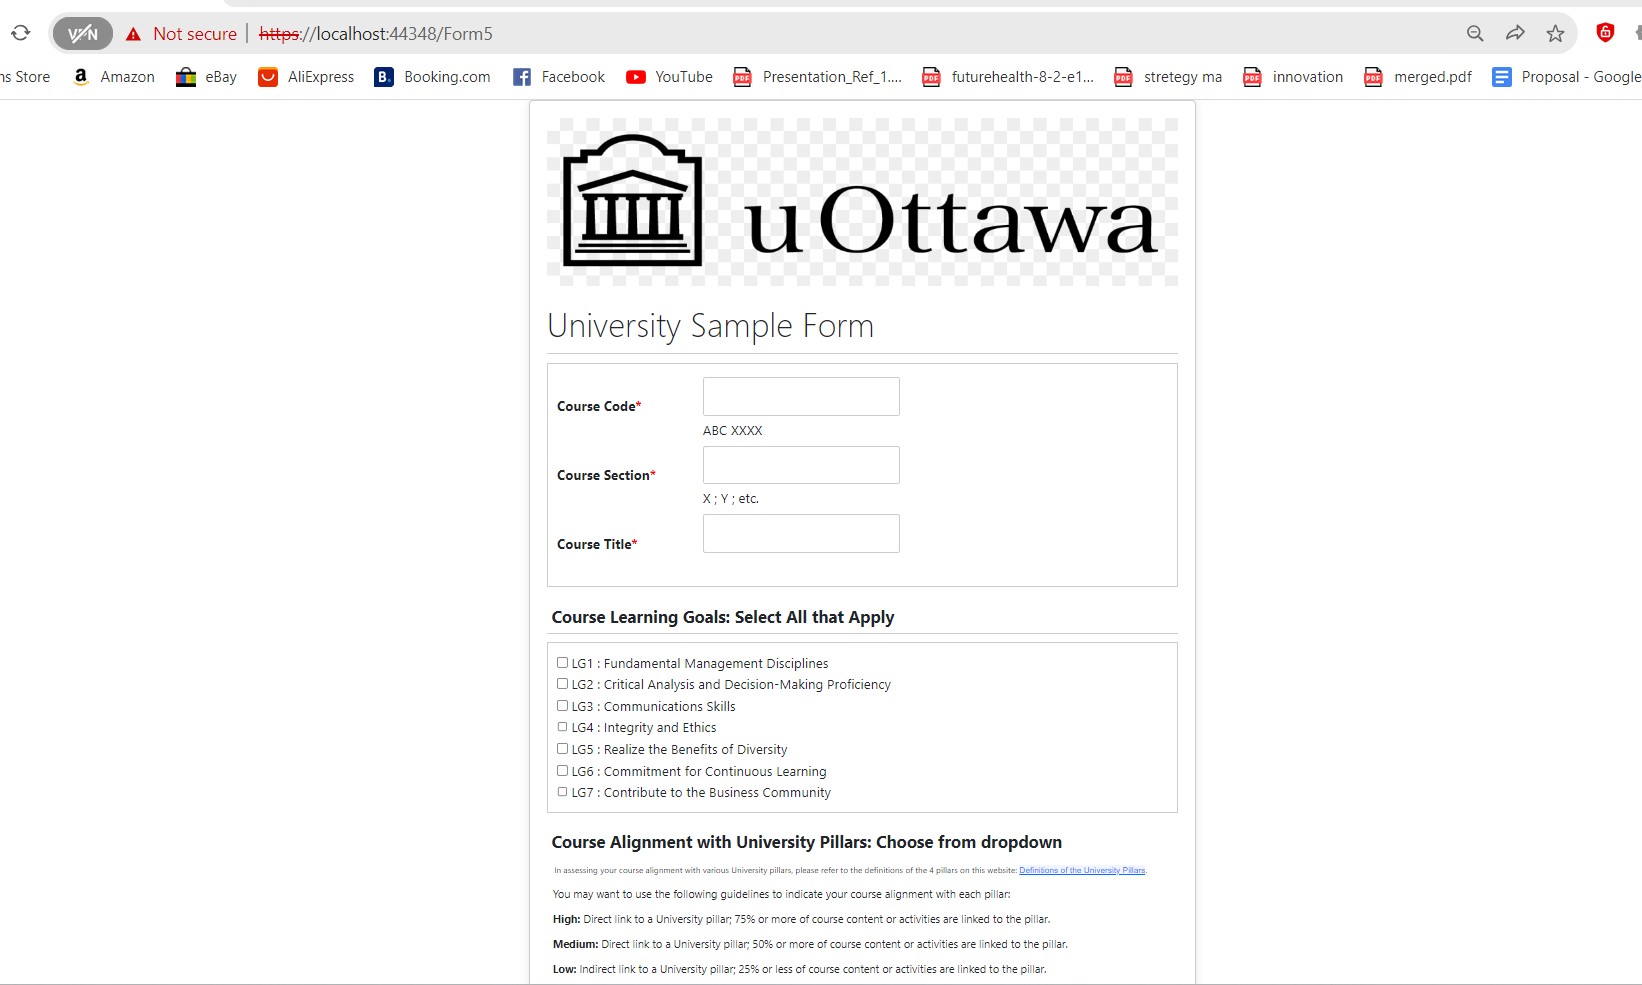 VPN Not secure https://localhost:44348/Form5
ns Store Amazon eBay AliExpress B. Booking.com Facebook YouTube Presentation_Ref_1.... futurehealth-8-2-e1... stretegy ma innovation merged.pdf Proposal - Google
uOttawa
University Sample Form
Course Code*
ABC XXXX
Course Section*
X ; Y ; etc.
Course Title*
Course Learning Goals: Select All that Apply
LG1 : Fundamental Management Disciplines
LG2 : Critical Analysis and Decision-Making Proficiency
LG3 : Communications Skills
LG4 : Integrity and Ethics
LG5 : Realize the Benefits of Diversity
LG6 : Commitment for Continuous Learning
LG7 : Contribute to the Business Community
Course Alignment with University Pillars: Choose from dropdown
In assessing your course alignment with various University pillars, please refer to the definitions of the 4 pillars on this website: Definitions of the University Pillars.
You may want to use the following guidelines to indicate your course alignment with each pillar:
High: Direct link to a University pillar; 75% or more of course content or activities are linked to the pillar.
Medium: Direct link to a University pillar; 50% or more of course content or activities are linked to the pillar.
Low: Indirect link to a University pillar; 25% or less of course content or activities are linked to the pillar.